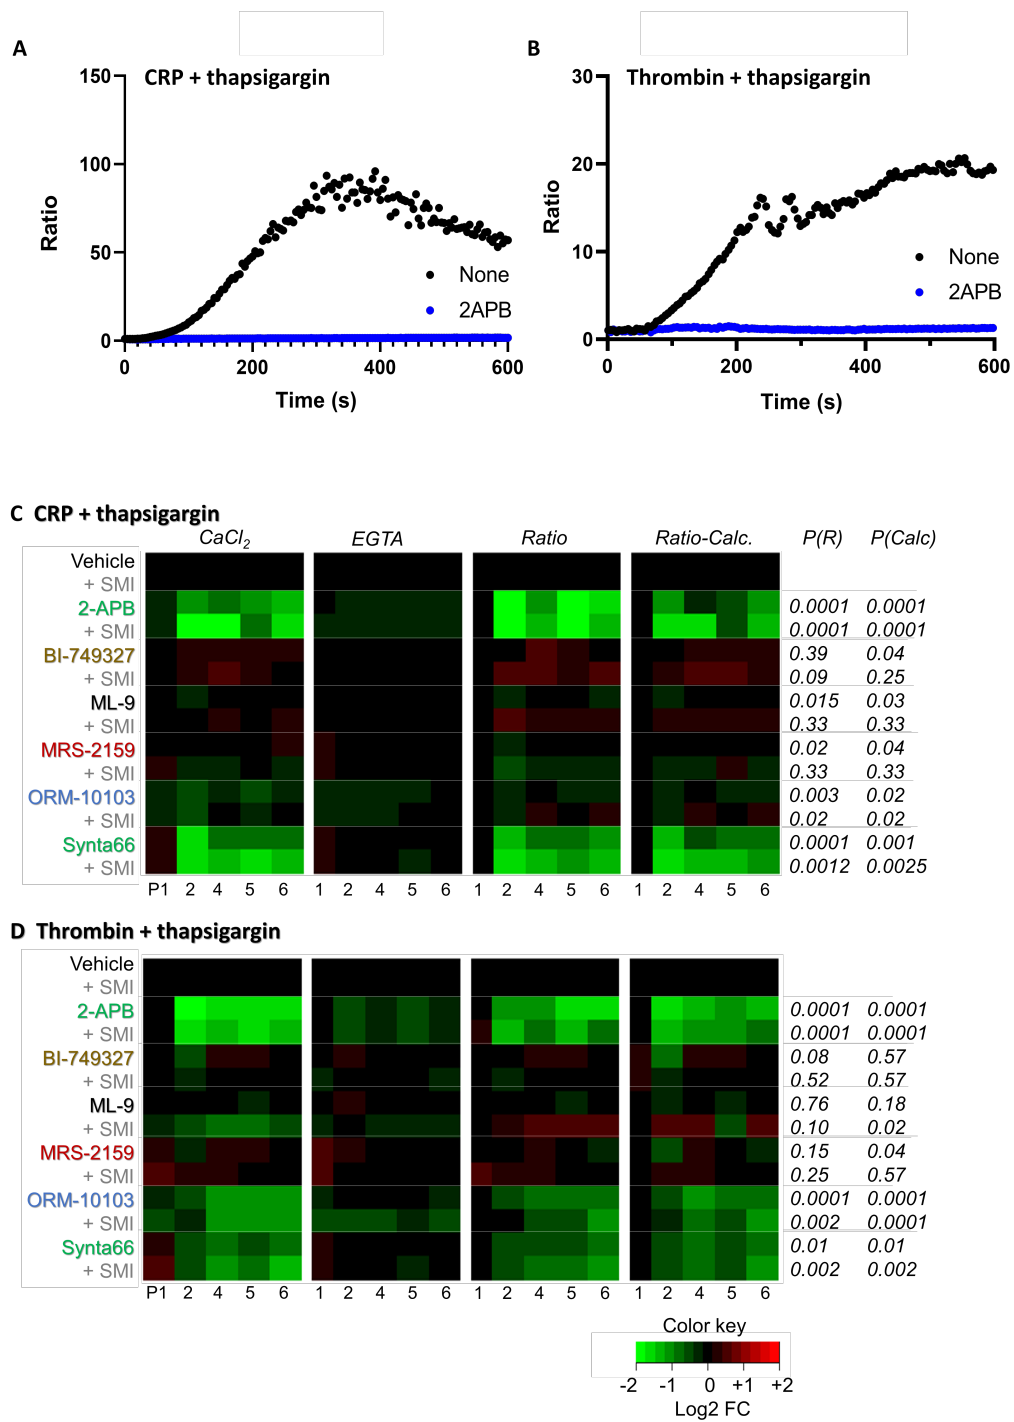 A
CRP + thapsigargin
150
100
50
0
Ratio
None
2APB
0 200 400 600
Time (s)
B
Thrombin + thapsigargin
30
20
10
0
Ratio
None
2APB
0 200 400 600
Time (s)
C CRP + thapsigargin
CaCl2 EGTA Ratio Ratio-Calc. P(R) P(Calc)
Vehicle
+ SMI
2-APB 0.0001 0.0001
+ SMI 0.0001 0.0001
BI-749327 0.39 0.04
+ SMI 0.09 0.25
ML-9 0.015 0.03
+ SMI 0.33 0.33
MRS-2159 0.02 0.04
+ SMI 0.33 0.33
ORM-10103 0.003 0.02
+ SMI 0.02 0.02
Synta66 0.0001 0.001
+ SMI 0.0012 0.0025
P1 2 4 5 6 1 2 4 5 6 1 2 4 5 6 1 2 4 5 6
D Thrombin + thapsigargin
Vehicle
+ SMI
2-APB 0.0001 0.0001
+ SMI 0.0001 0.0001
BI-749327 0.08 0.57
+ SMI 0.52 0.57
ML-9 0.76 0.18
+ SMI 0.10 0.02
MRS-2159 0.15 0.04
+ SMI 0.25 0.57
ORM-10103 0.0001 0.0001
+ SMI 0.002 0.0001
Synta66 0.01 0.01
+ SMI 0.002 0.002
P1 2 4 5 6 1 2 4 5 6 1 2 4 5 6 1 2 4 5 6
Color key
-2 -1 0 +1 +2
Log2 FC